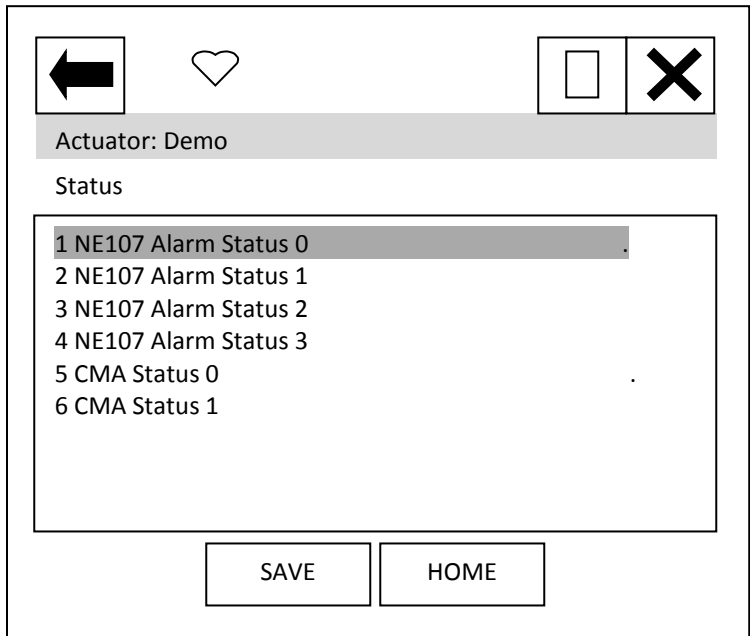 Actuator: Demo
Status
1 NE107 Alarm Status 0 .
2 NE107 Alarm Status 1
3 NE107 Alarm Status 2
4 NE107 Alarm Status 3
5 CMA Status 0 .
6 CMA Status 1
SAVE HOME